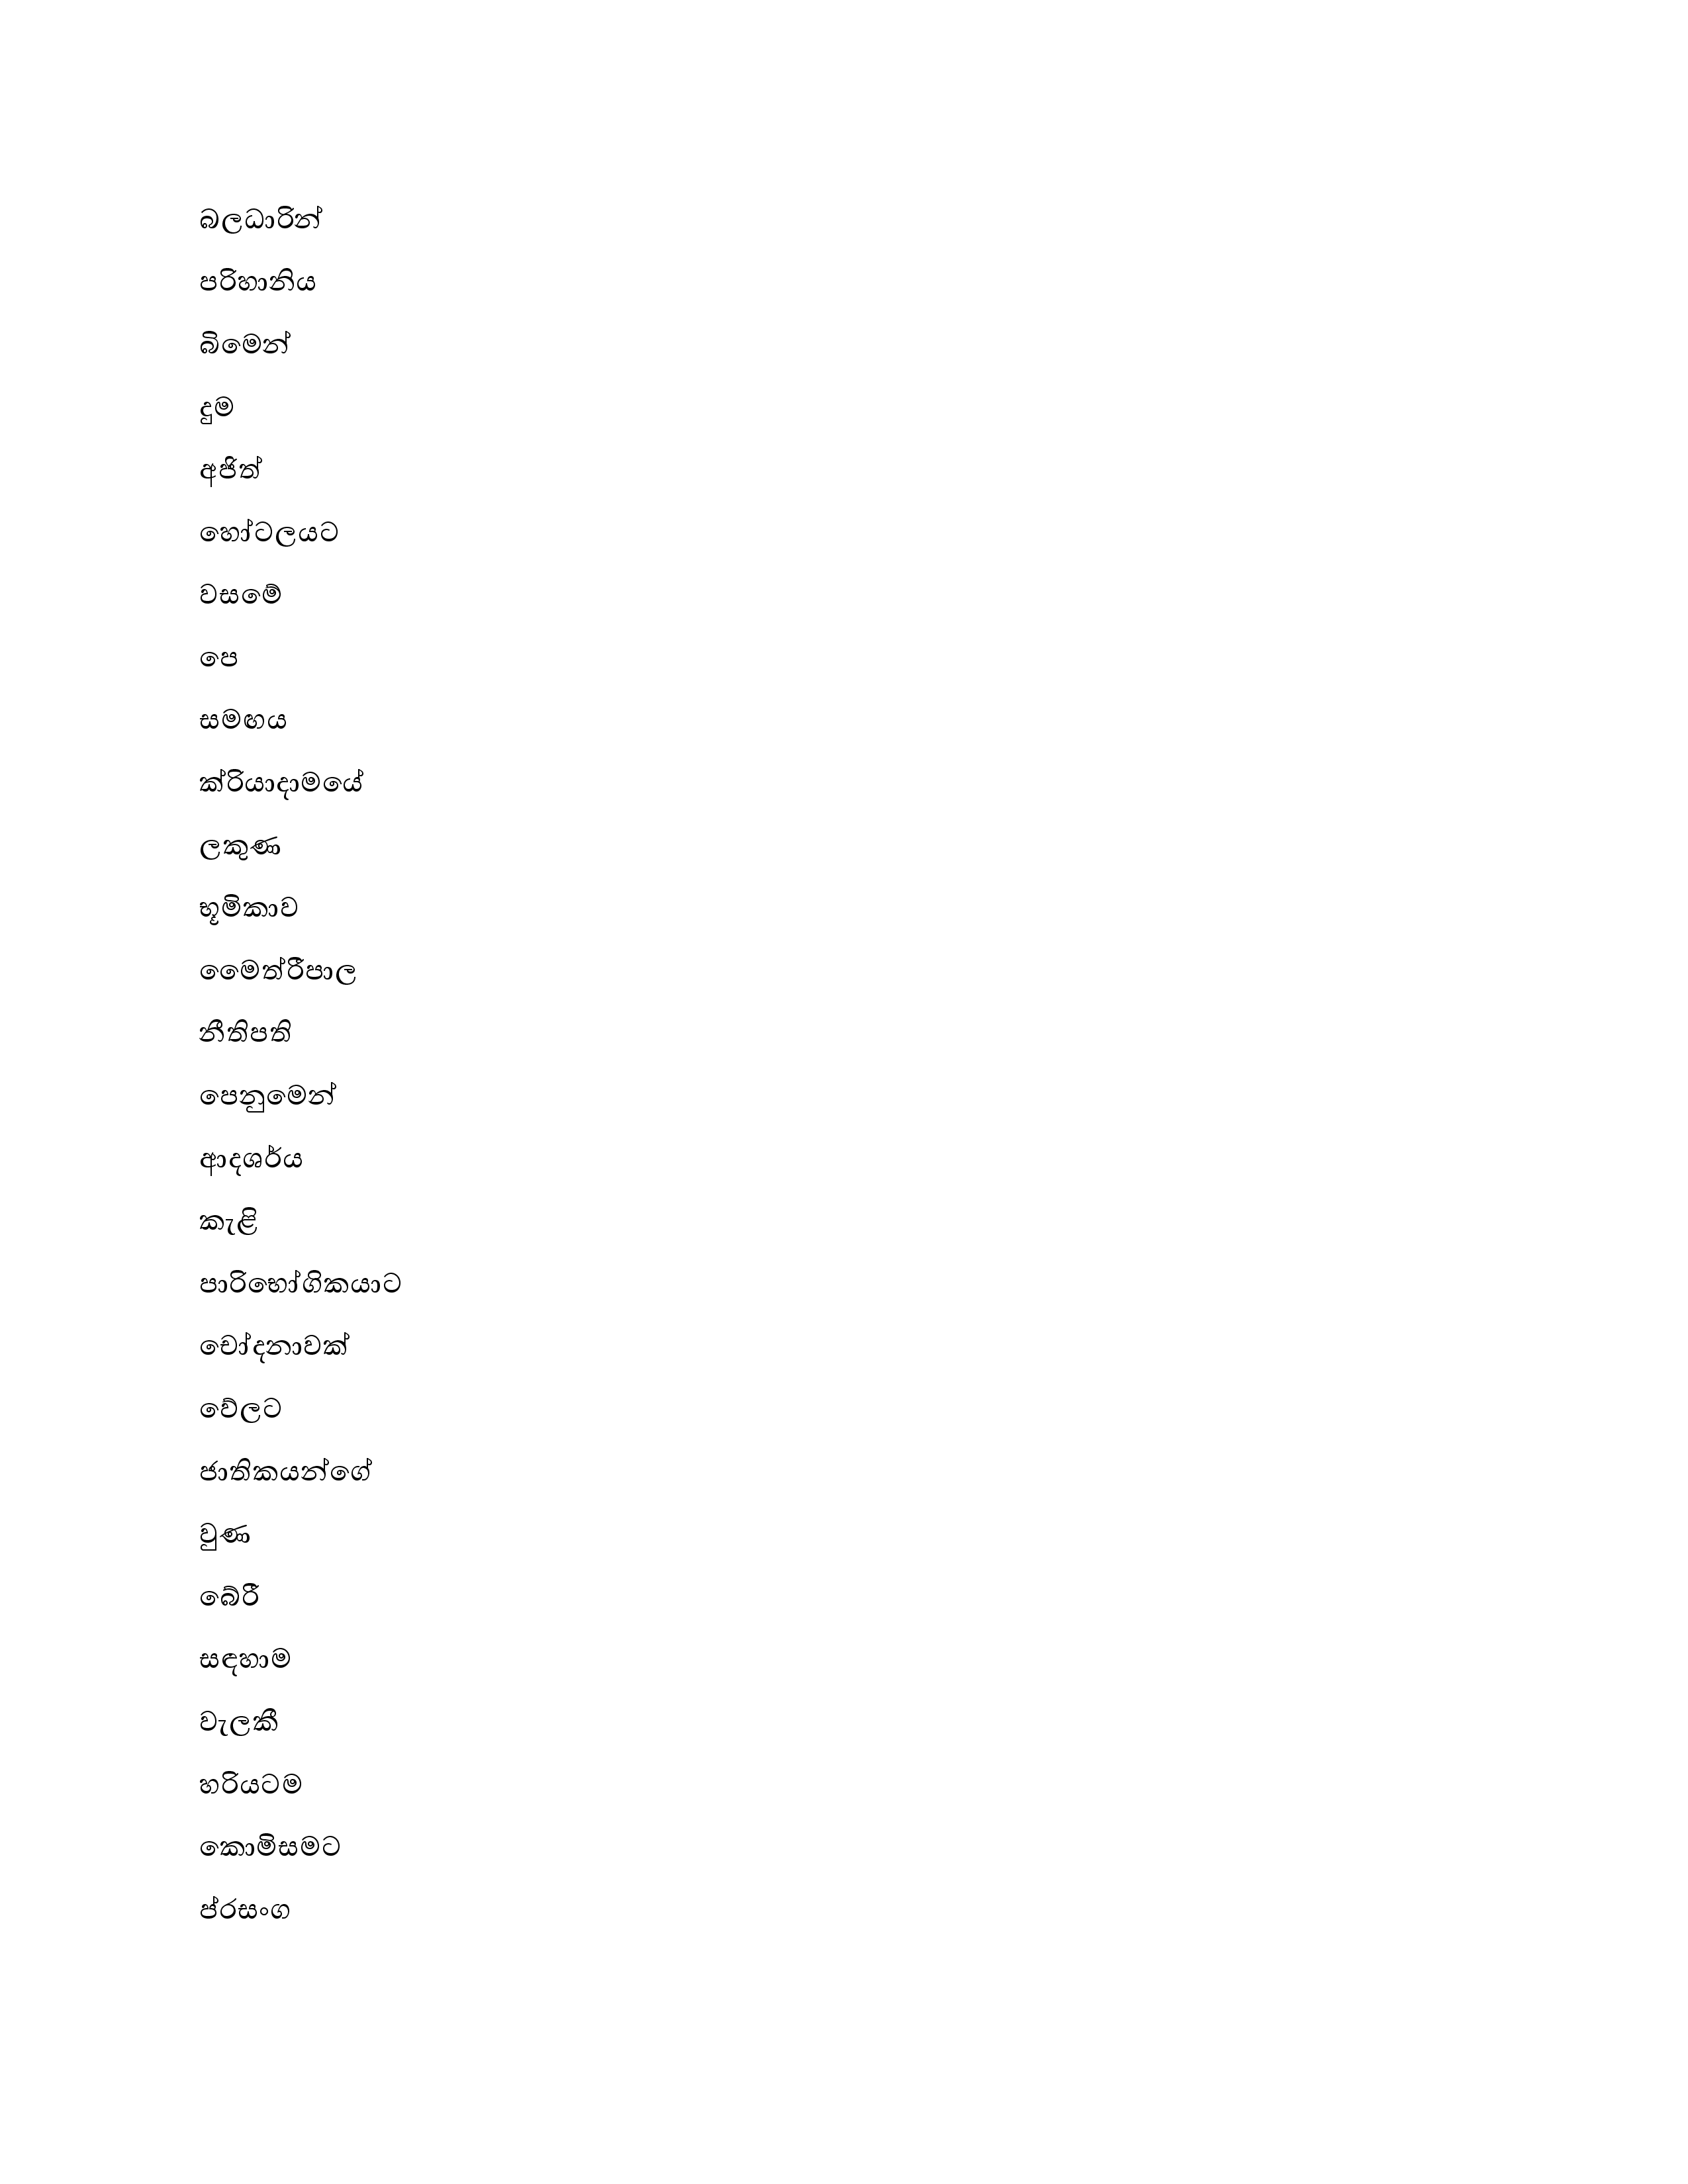 බලධාරින්
පරිහානිය
බිමෙන්
දුම
අජිත්
හෝටලයට
වසමේ
පෙ
සමඟය
ක්රියාදාමයේ
ලකුණ
භූමිකාව
මෛත්රීපාල
නීතිපති
පෙනුමෙන්
ආදශර්ය
කැළි
පාරිභෝගිකයාට
චෝදනාවක්
වේලට
ජාතිකයන්ගේ
වුණ
බේරී
සඳහාම
වැලකී
හරියටම
කොමිසමට
ප්රසංග